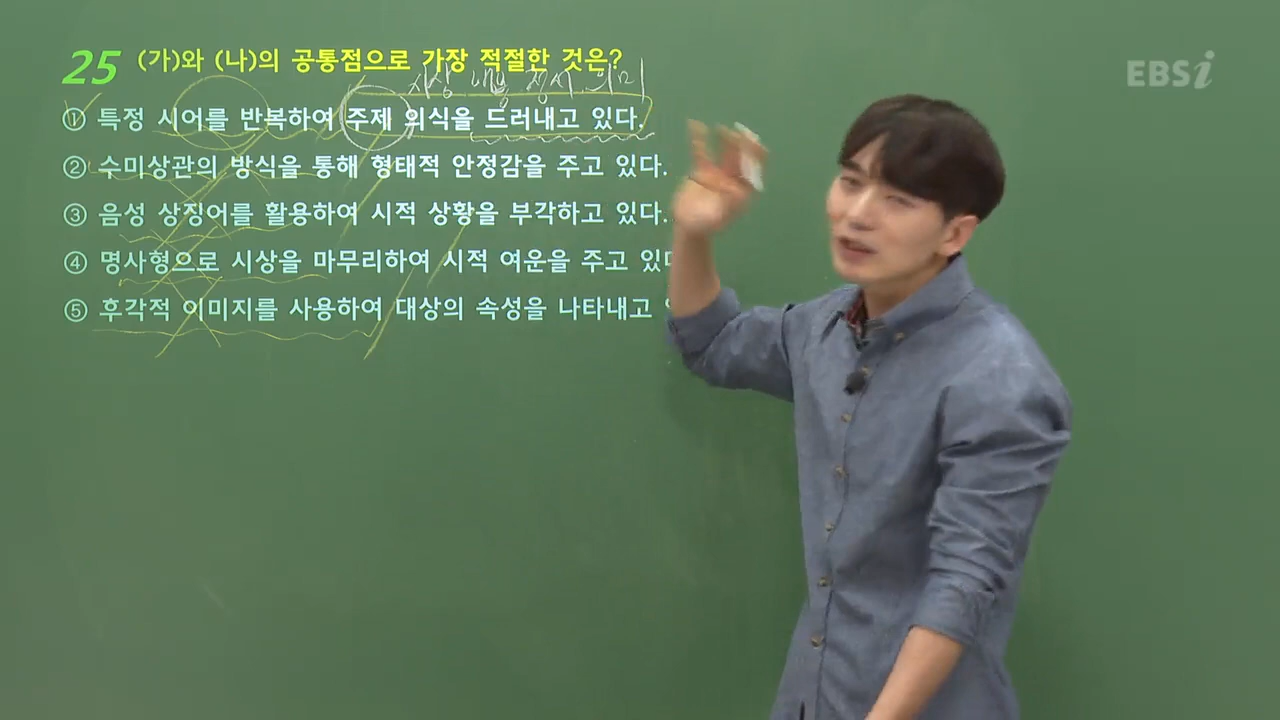 25 (가)와 (나)의 공통점으로 가장 적절한 것은?
EBSi
① 특정 시어를 반복하여 주제 의식을 드러내고 있다.
② 수미상관의 방식을 통해 형태적 안정감을 주고 있다.
③ 음성 상징어를 활용하여 시적 상황을 부각하고 있다.
④ 명사형으로 시상을 마무리하여 시적 여운을 주고
⑤ 후각적 이미지를 사용하여 대상의 속성을 나타내고